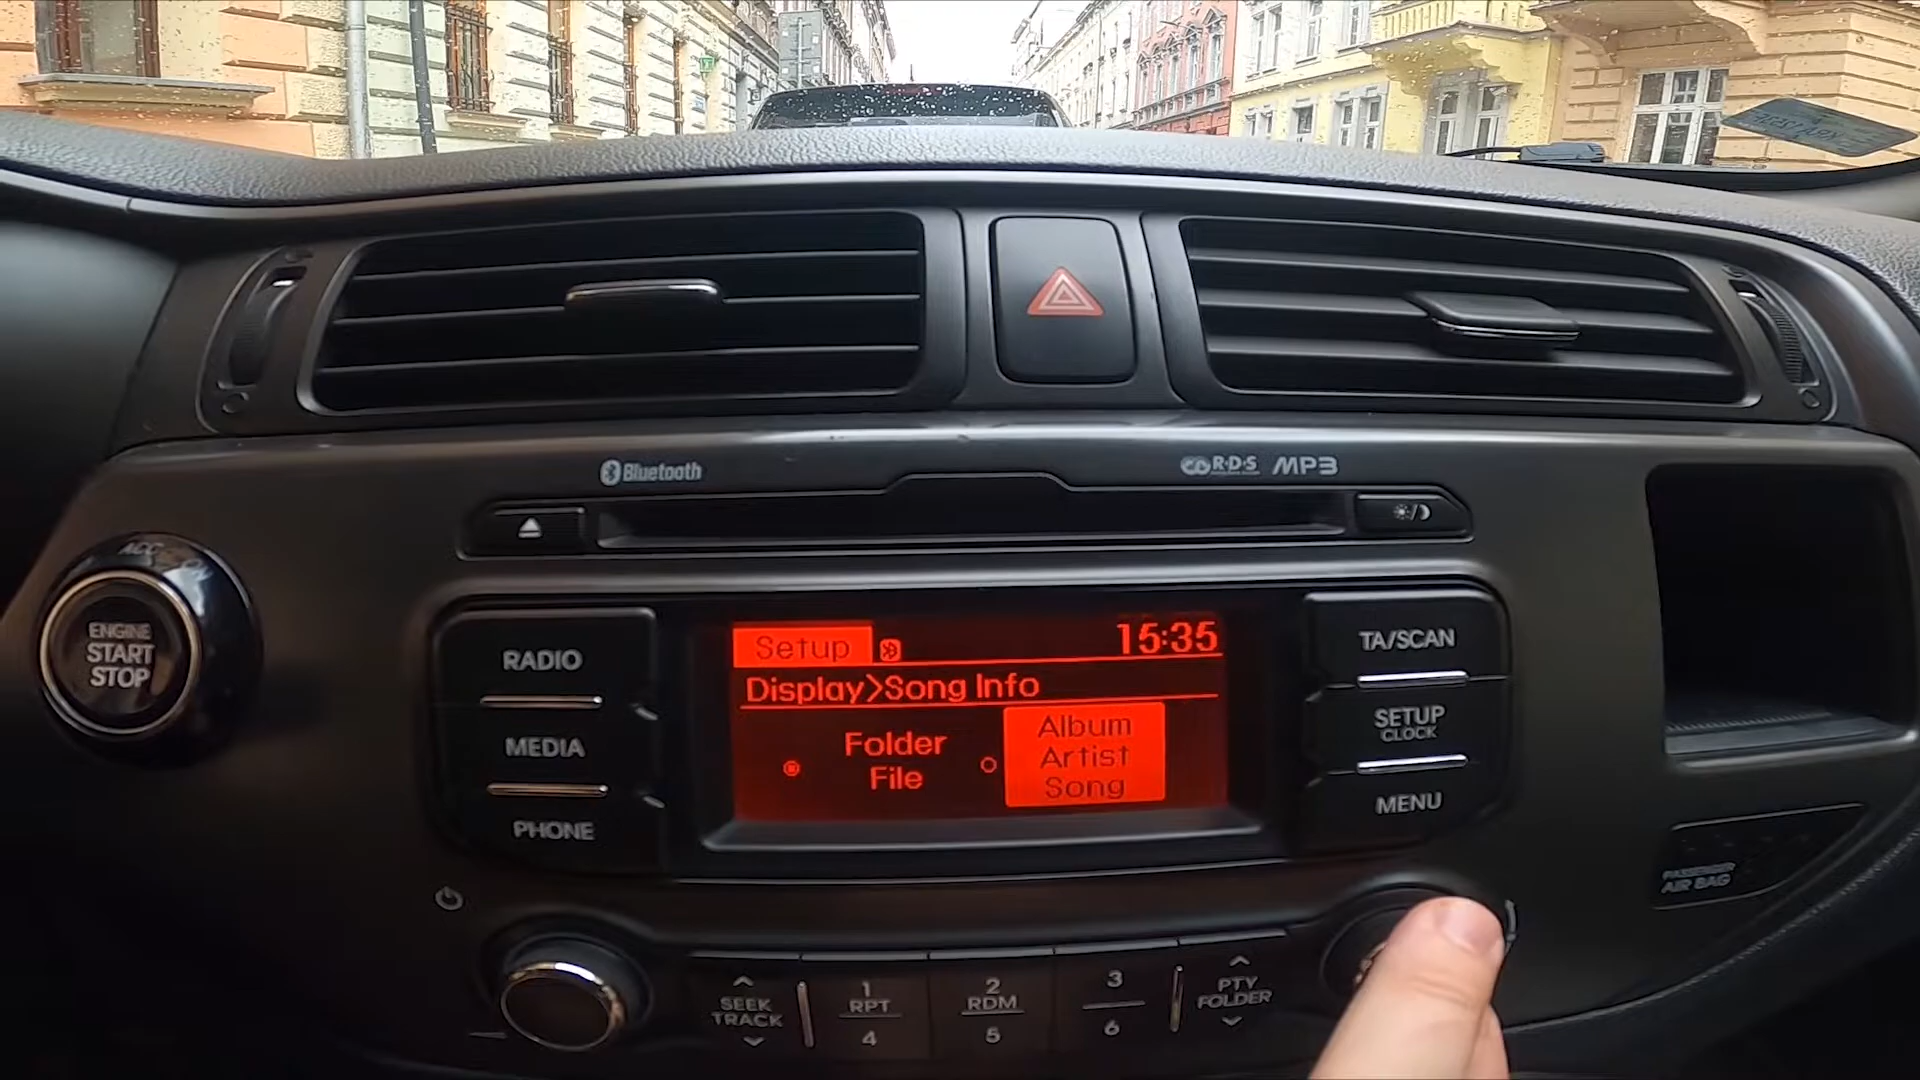 Bluetooth
R·D·S MP3
ACC
ON
ENGINE
START
STOP
RADIO
MEDIA
PHONE
Setup
15:35
Display>Song Info
Folder
File
Album
Artist
Song
TA/SCAN
SETUP
CLOCK
MENU
PASSENGER
AIR BAG
SEEK
TRACK
1
RPT
4
2
RDM
5
3
6
PTY
FOLDER